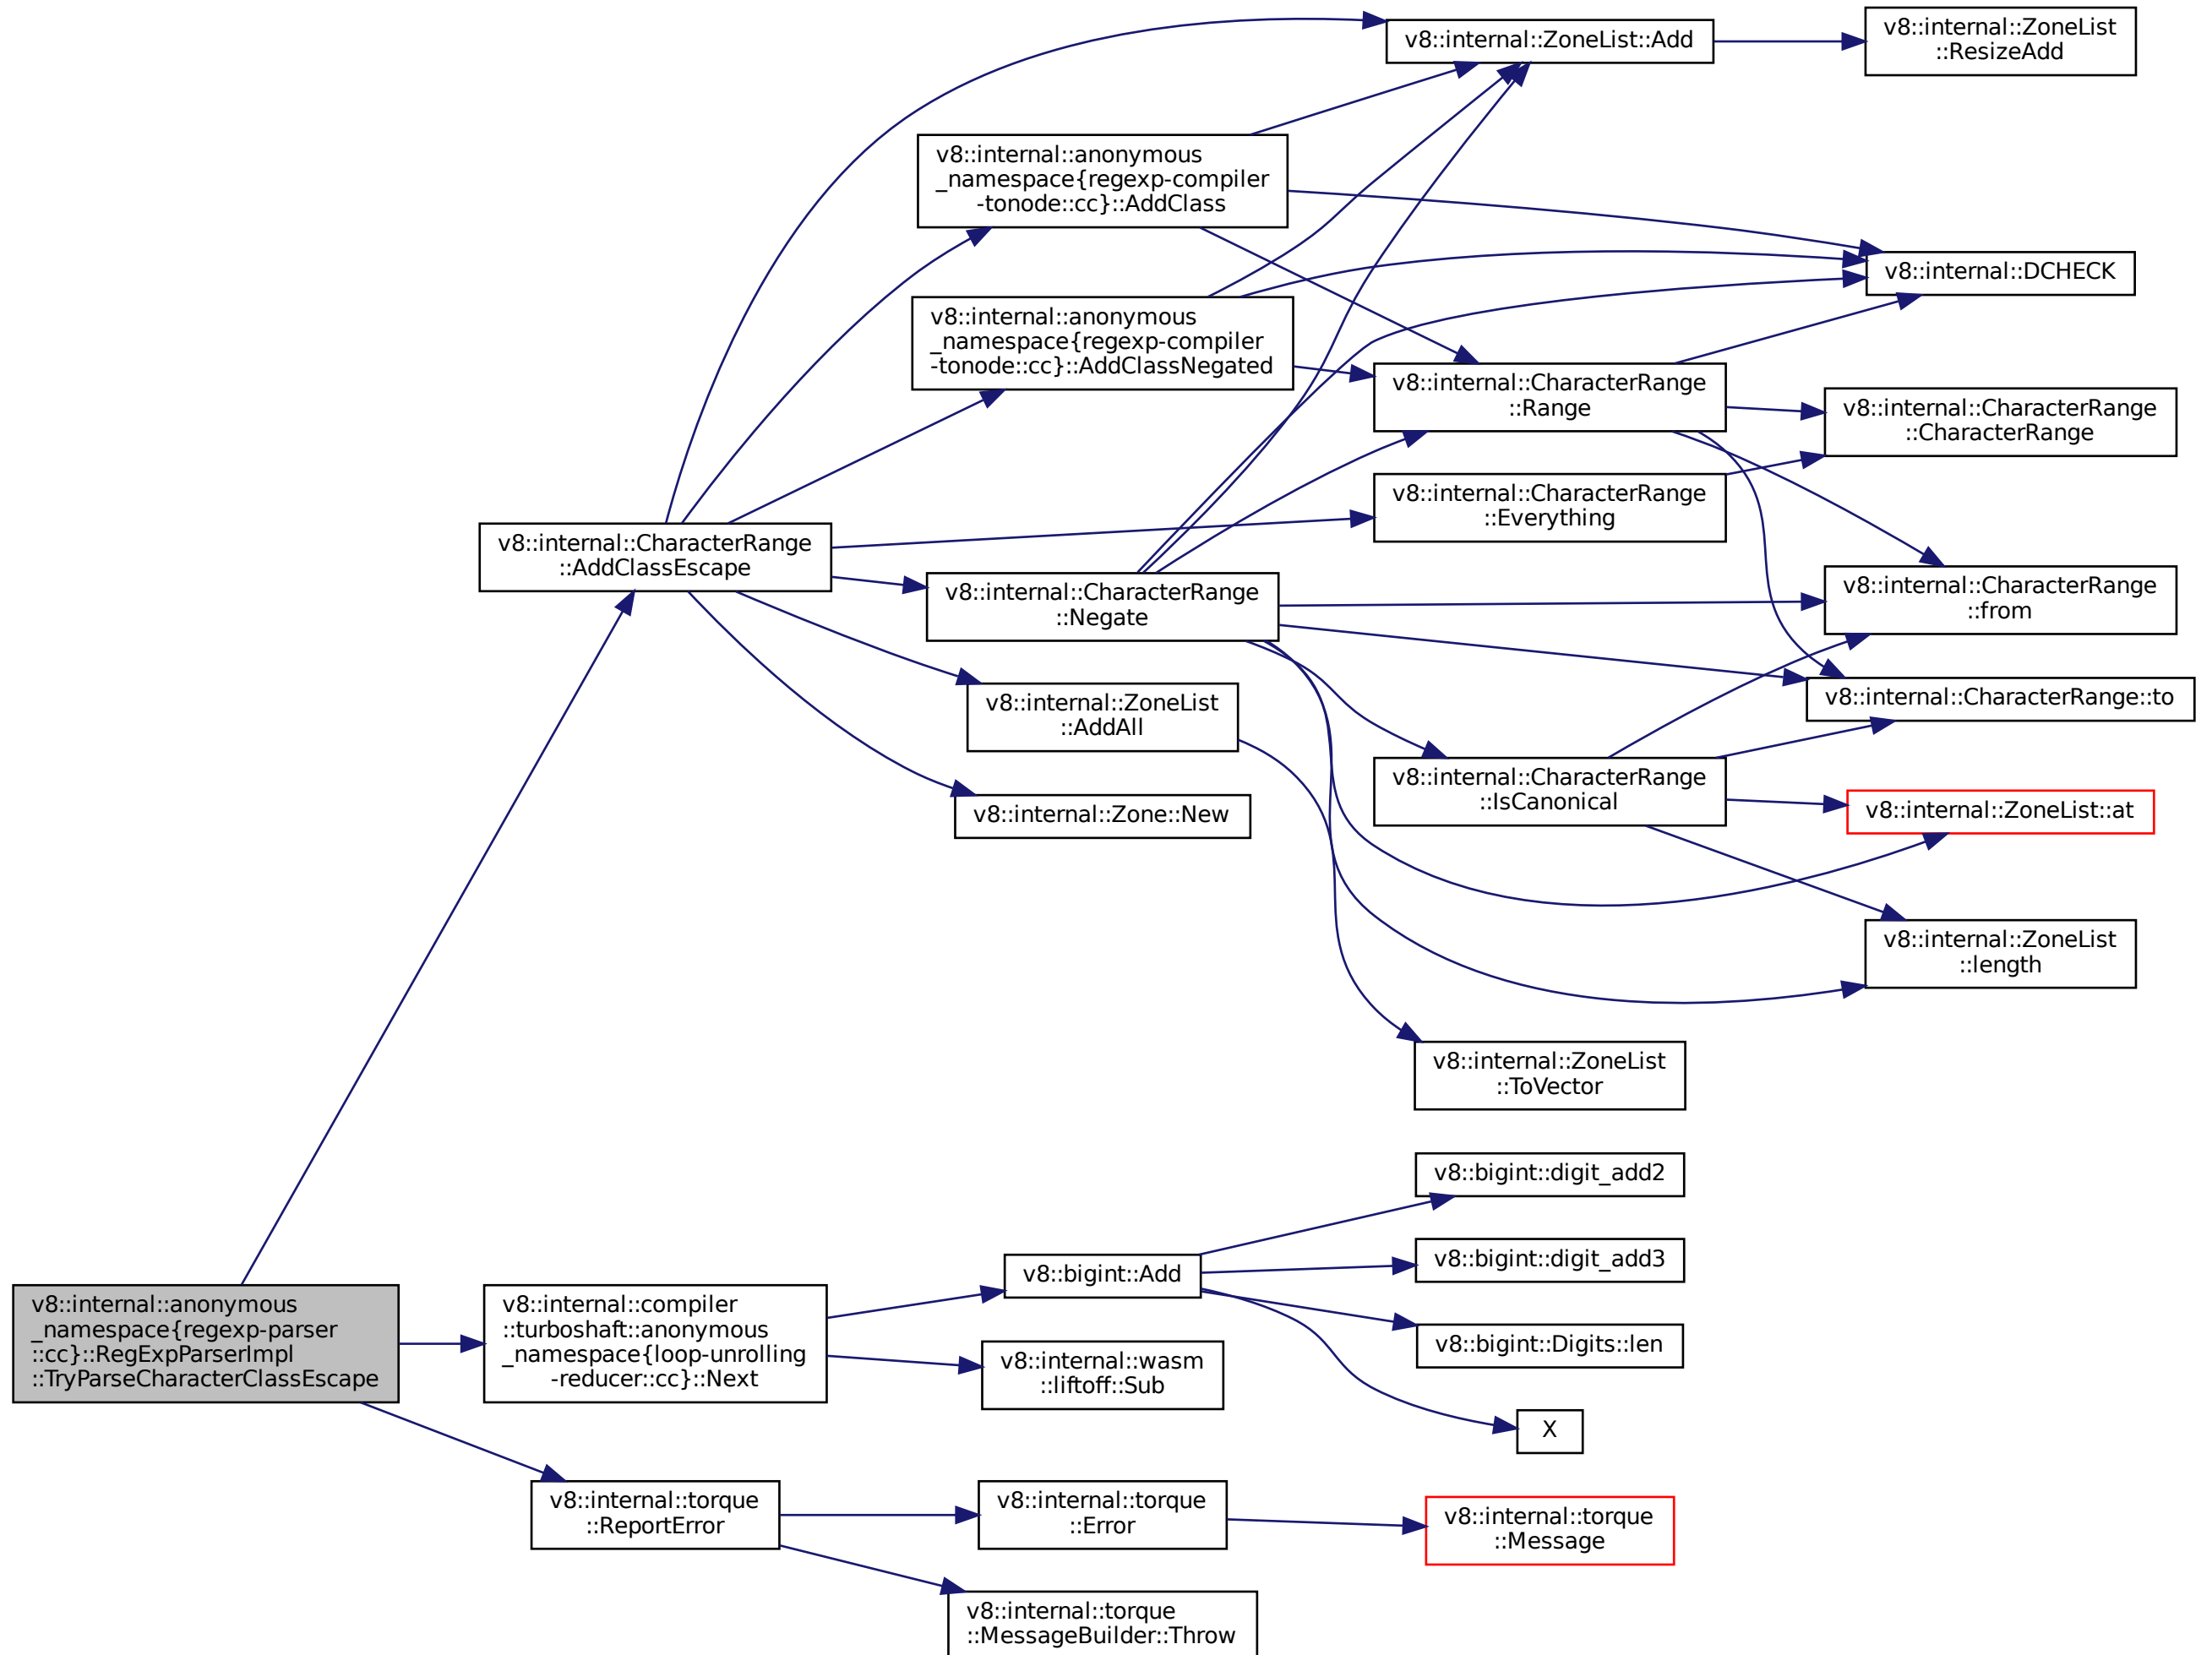 v8::internal::ZoneList::Add
v8::internal::ZoneList
::ResizeAdd
v8::internal::anonymous
_namespace{regexp-compiler
-tonode::cc}::AddClass
v8::internal::DCHECK
v8::internal::anonymous
_namespace{regexp-compiler
-tonode::cc}::AddClassNegated
v8::internal::CharacterRange
::Range
v8::internal::CharacterRange
::CharacterRange
v8::internal::CharacterRange
::Everything
v8::internal::CharacterRange
::AddClassEscape
v8::internal::CharacterRange
::Negate
v8::internal::CharacterRange
::from
v8::internal::ZoneList
::AddAll
v8::internal::CharacterRange::to
v8::internal::CharacterRange
::IsCanonical
v8::internal::Zone::New
v8::internal::ZoneList::at
v8::internal::ZoneList
::length
v8::internal::ZoneList
::ToVector
v8::bigint::digit_add2
v8::bigint::Add
v8::bigint::digit_add3
v8::internal::anonymous
_namespace{regexp-parser
::cc}::RegExpParserImpl
::TryParseCharacterClassEscape
v8::internal::compiler
::turboshaft::anonymous
_namespace{loop-unrolling
-reducer::cc}::Next
v8::bigint::Digits::len
v8::internal::wasm
::liftoff::Sub
X
v8::internal::torque
::ReportError
v8::internal::torque
::Error
v8::internal::torque
::Message
v8::internal::torque
::MessageBuilder::Throw